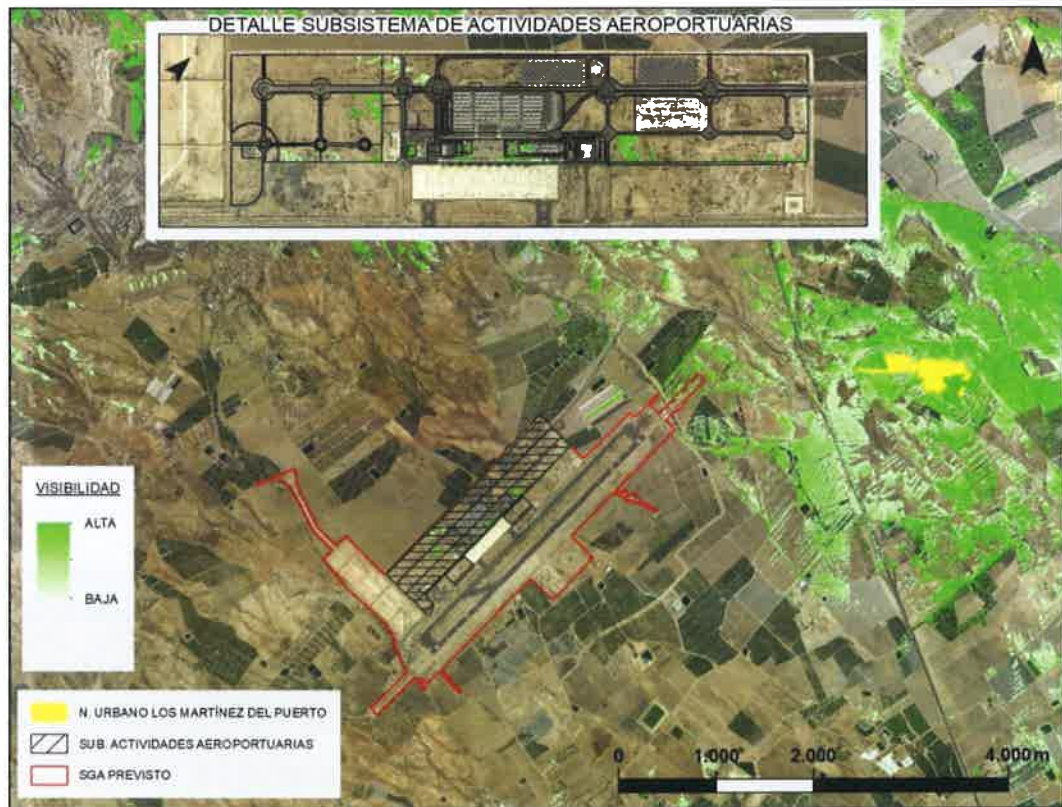 DETALLE SUBSISTEMA DE ACTIVIDADES AEROPORTUARIAS
VISIBILIDAD
ALTA
BAJA
N. URBANO LOS MARTÍNEZ DEL PUERTO
SUB. ACTIVIDADES AEROPORTUARIAS
SGA PREVISTO
0 1.000 2.000 4.000 m